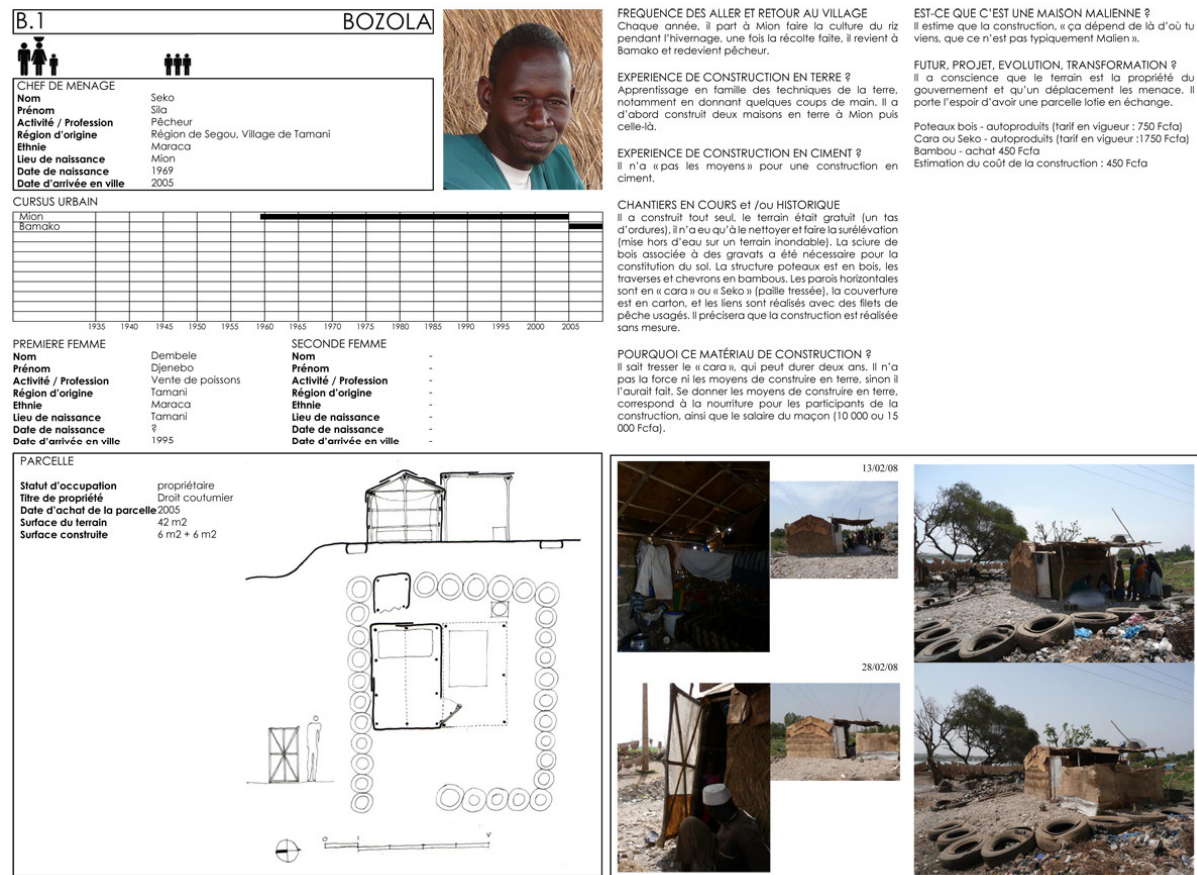 B.1
BOZOLA
CHEF DE MENAGE
Nom Seko
Prénom Sila
Activité / Profession Pêcheur
Région d'origine Région de Segou, Village de Tamani
Ethnie Maraca
Lieu de naissance Mion
Date de naissance 1969
Date d'arrivée en ville 2005
CURSUS URBAIN
Mion
Bamako
1935 1940 1945 1950 1955 1960 1965 1970 1975 1980 1985 1990 1995 2000 2005
PREMIERE FEMME
Nom Dembele
Prénom Djenebo
Activité / Profession Vente de poissons
Région d'origine Tamani
Ethnie Maraca
Lieu de naissance Tamani
Date de naissance ?
Date d'arrivée en ville 1995
SECONDE FEMME
Nom -
Prénom -
Activité / Profession -
Région d'origine -
Ethnie -
Lieu de naissance -
Date de naissance -
Date d'arrivée en ville -
PARCELLE
Statut d'occupation propriétaire
Titre de propriété Droit coutumier
Date d'achat de la parcelle 2005
Surface du terrain 42 m2
Surface construite 6 m2 + 6 m2
FREQUENCE DES ALLER ET RETOUR AU VILLAGE
Chaque année, il part à Mion faire la culture du riz
pendant l'hivernage, une fois la récolte faite, il revient à
Bamako et redevient pêcheur.
EXPERIENCE DE CONSTRUCTION EN TERRE ?
Apprentissage en famille des techniques de la terre,
notamment en donnant quelques coups de main. Il a
d'abord construit deux maisons en terre à Mion puis
celle-là.
EXPERIENCE DE CONSTRUCTION EN CIMENT ?
Il n'a « pas les moyens » pour une construction en
ciment.
CHANTIERS EN COURS et /ou HISTORIQUE
Il a construit tout seul, le terrain était gratuit (un tas
d'ordures), il n'a eu qu'à le nettoyer et faire la surélévation
(mise hors d'eau sur un terrain inondable). La sciure de
bois associée à des gravats a été nécessaire pour la
constitution du sol. La structure poteaux est en bois, les
traverses et chevrons en bambous. Les parois horizontales
sont en « cara » ou « Seko » (paille tressée), la couverture
est en carton, et les liens sont réalisés avec des filets de
pêche usagés. Il précisera que la construction est réalisée
sans mesure.
POURQUOI CE MATÉRIAU DE CONSTRUCTION ?
Il sait tresser le « cara », qui peut durer deux ans. Il n'a
pas la force ni les moyens de construire en terre, sinon il
l'aurait fait. Se donner les moyens de construire en terre,
correspond à la nourriture pour les participants de la
construction, ainsi que le salaire du maçon (10 000 ou 15
000 Fcfa).
EST-CE QUE C'EST UNE MAISON MALIENNE ?
Il estime que la construction, « ça dépend de là d'où tu
viens, que ce n'est pas typiquement Malien ».
FUTUR, PROJET, EVOLUTION, TRANSFORMATION ?
Il a conscience que le terrain est la propriété du
gouvernement et qu'un déplacement les menace. Il
porte l'espoir d'avoir une parcelle lotie en échange.
Poteaux bois - autoproduits (tarif en vigueur : 750 Fcfa)
Cara ou Seko - autoproduits (tarif en vigueur :1750 Fcfa)
Bambou - achat 450 Fcfa
Estimation du coût de la construction : 450 Fcfa
13/02/08
28/02/08